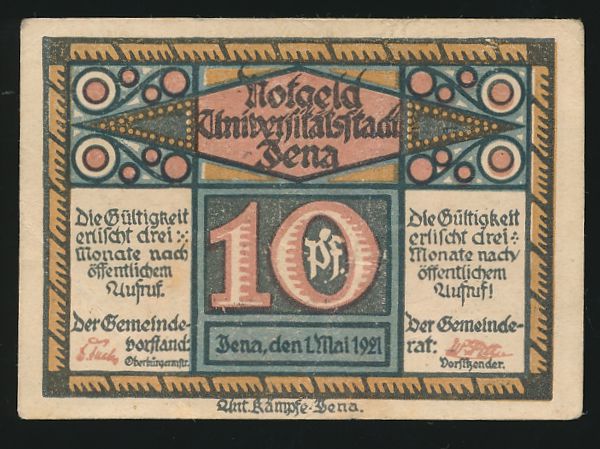 Notgeld
Universitätsstadt
Jena
Die Gültigkeit
erlischt drei
Monate nach
öffentlichem
Aufruf.
Der Gemeinde-
vorstand:
Oberbürgermstr.
10
Pf.
Jena, den 1. Mai 1921
Die Gültigkeit
erlischt drei
Monate nach
öffentlichem
Aufruf!
Der Gemeinde-
rat:
Vorsitzender.
Ant. Kämpfe-Jena.